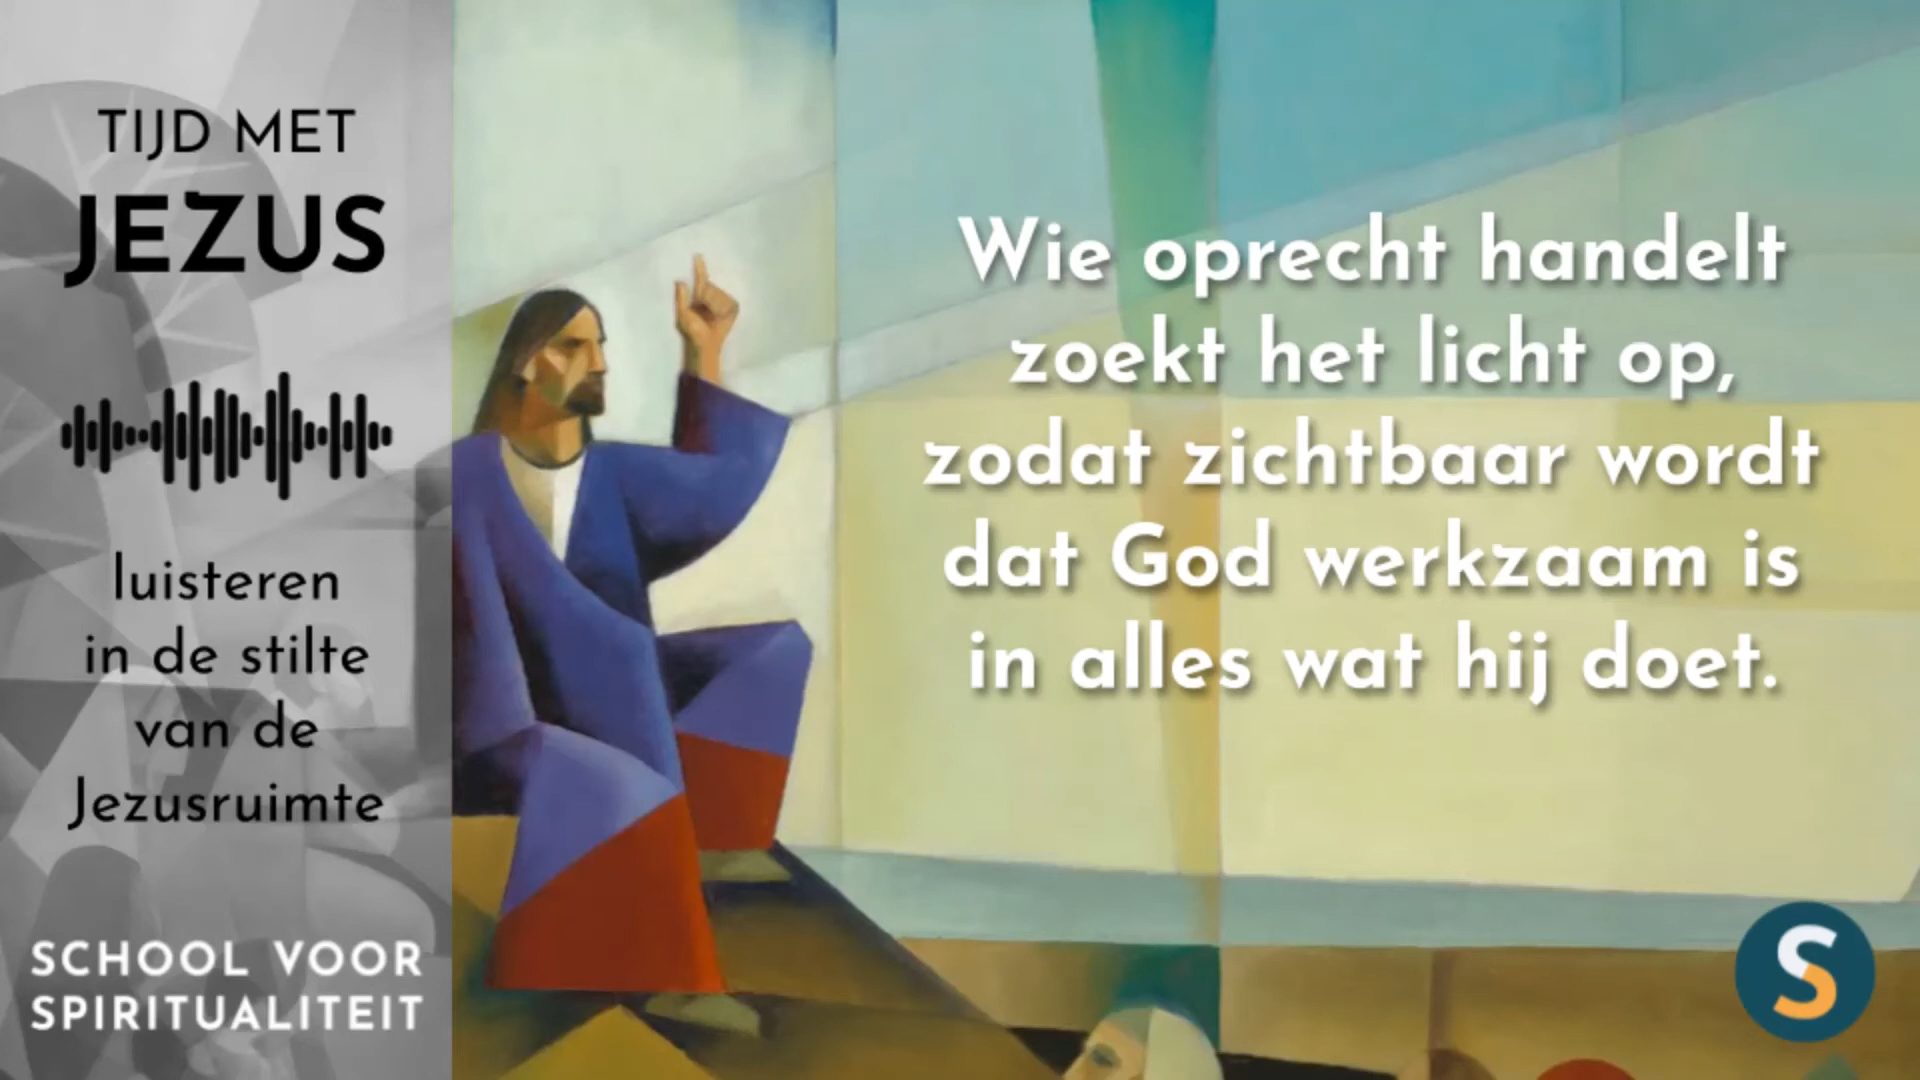 TIJD MET
JEZUS
luisteren
in de stilte
van de
Jezusruimte
SCHOOL VOOR
SPIRITUALITEIT
Wie oprecht handelt
zoekt het licht op,
zodat zichtbaar wordt
dat God werkzaam is
in alles wat hij doet.
S